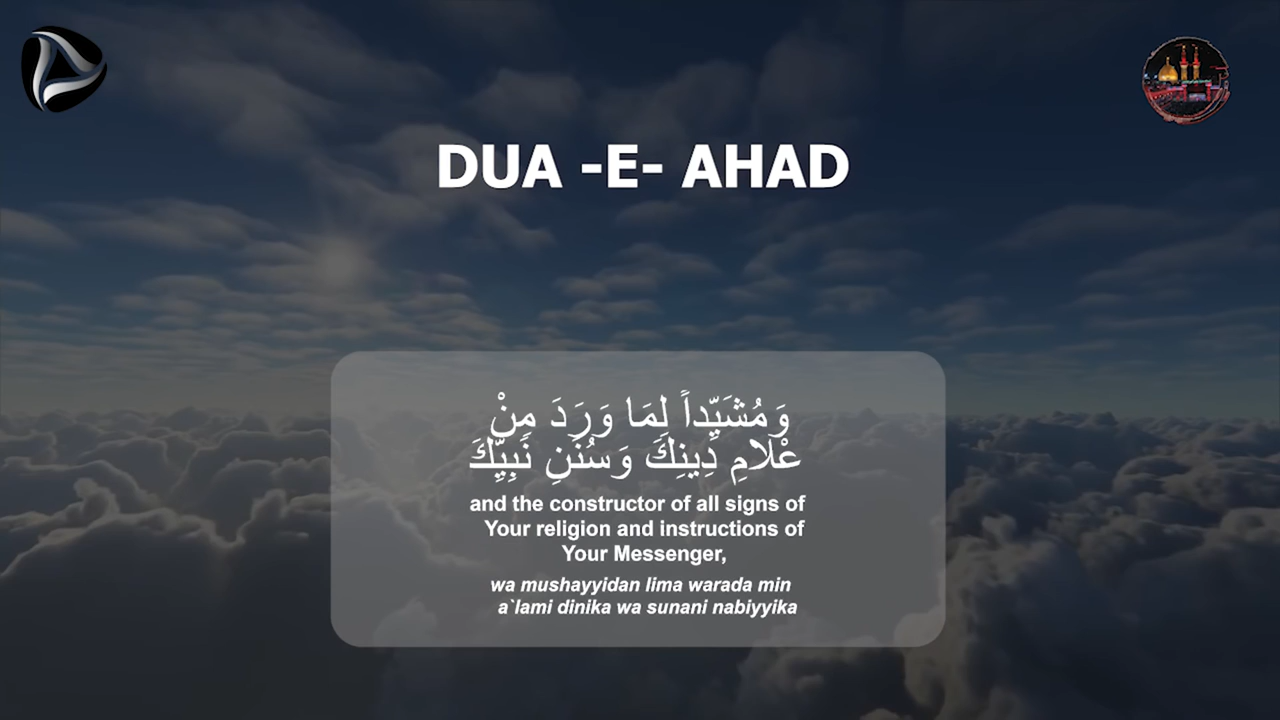 DUA -E- AHAD
وَمُشَيِّداً لِمَا وَرَدَ مِنْ
عْلامِ دِينِكَ وَسُنَنِ نَبِيِّكَ
and the constructor of all signs of
Your religion and instructions of
Your Messenger,
wa mushayyidan lima warada min
a`lami dinika wa sunani nabiyyika